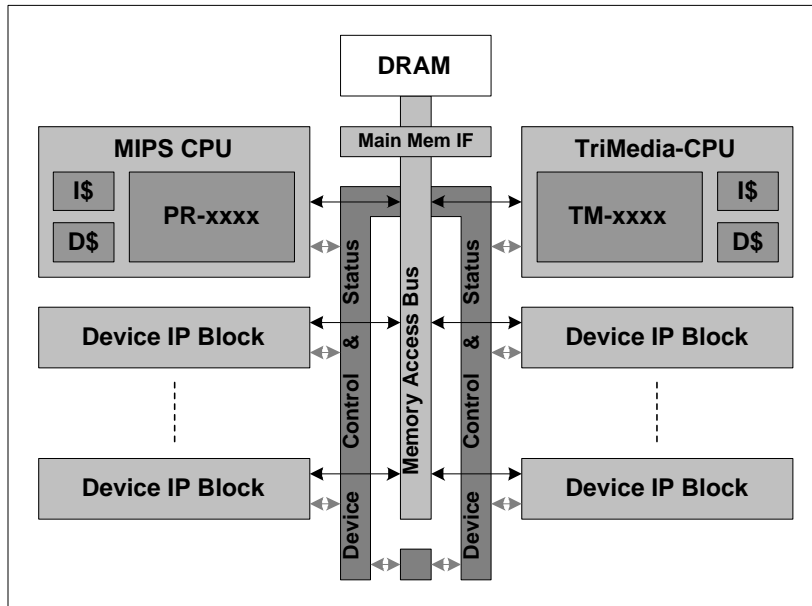 DRAM
Main Mem IF
MIPS CPU
I$
D$
PR-xxxx
TriMedia-CPU
TM-xxxx
I$
D$
Device Control & Status
Memory Access Bus
Device Control & Status
Device IP Block
Device IP Block
Device IP Block
Device IP Block